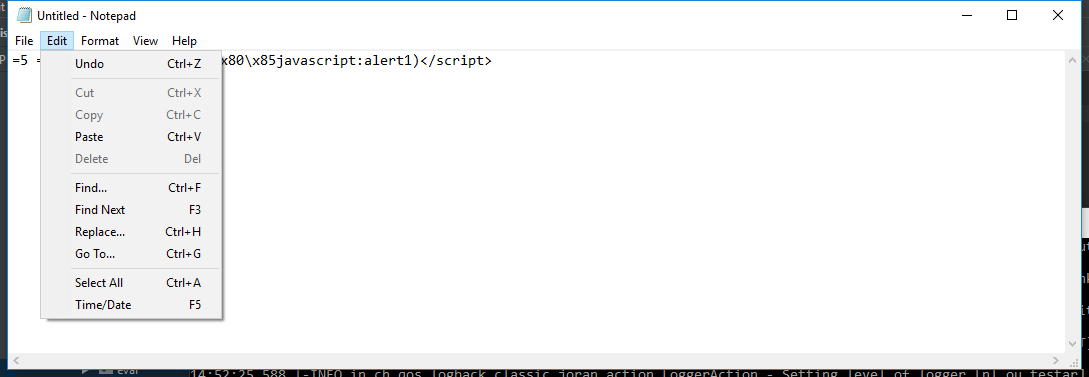 Untitled - Notepad
File Edit Format View Help
=5 = x80\x85javascript:alert1)</script>
Undo Ctrl+Z
Cut Ctrl+X
Copy Ctrl+C
Paste Ctrl+V
Delete Del
Find... Ctrl+F
Find Next F3
Replace... Ctrl+H
Go To... Ctrl+G
Select All Ctrl+A
Time/Date F5
eval
14:52:25,588 |-INFO in ch.qos.logback.classic.joran.action.LoggerAction - Setting level of logger [nl.ou.testar